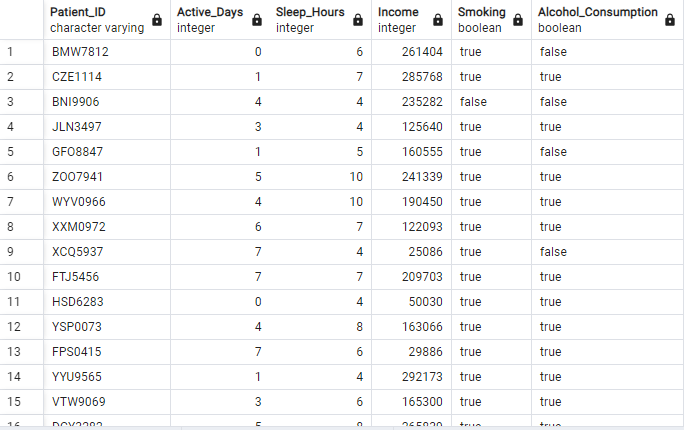 Patient_ID Active_Days Sleep_Hours Income Smoking Alcohol_Consumption
character varying integer integer integer boolean boolean
1 BMW7812 0 6 261404 true false
2 CZE1114 1 7 285768 true true
3 BNI9906 4 4 235282 false false
4 JLN3497 3 4 125640 true true
5 GFO8847 1 5 160555 true false
6 ZOO7941 5 10 241339 true true
7 WYV0966 4 10 190450 true true
8 XXM0972 6 7 122093 true true
9 XCQ5937 7 4 25086 true false
10 FTJ5456 7 7 209703 true true
11 HSD6283 0 4 50030 true true
12 YSP0073 4 8 163066 true true
13 FPS0415 7 6 29886 true true
14 YYU9565 1 4 292173 true true
15 VTW9069 3 6 165300 true true
16